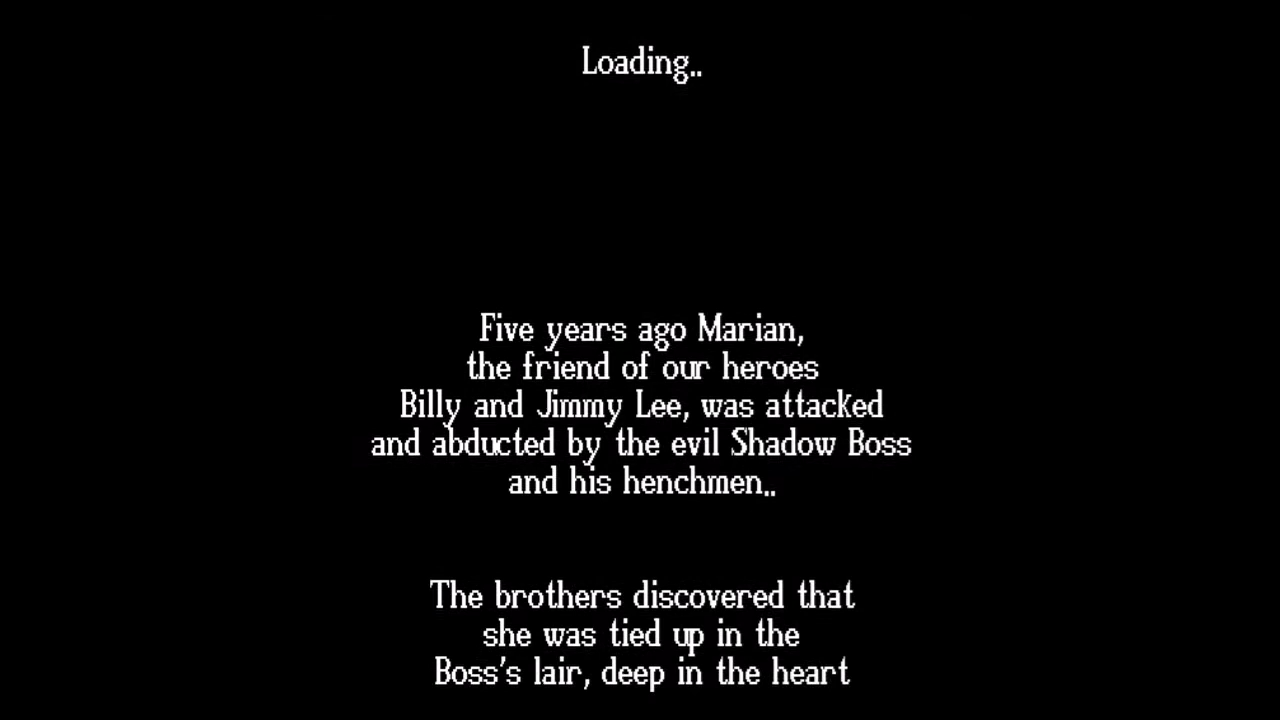 Loading..
Five years ago Marian,
the friend of our heroes
Billy and Jimmy Lee, was attacked
and abducted by the evil Shadow Boss
and his henchmen..
The brothers discovered that
she was tied up in the
Boss's lair, deep in the heart